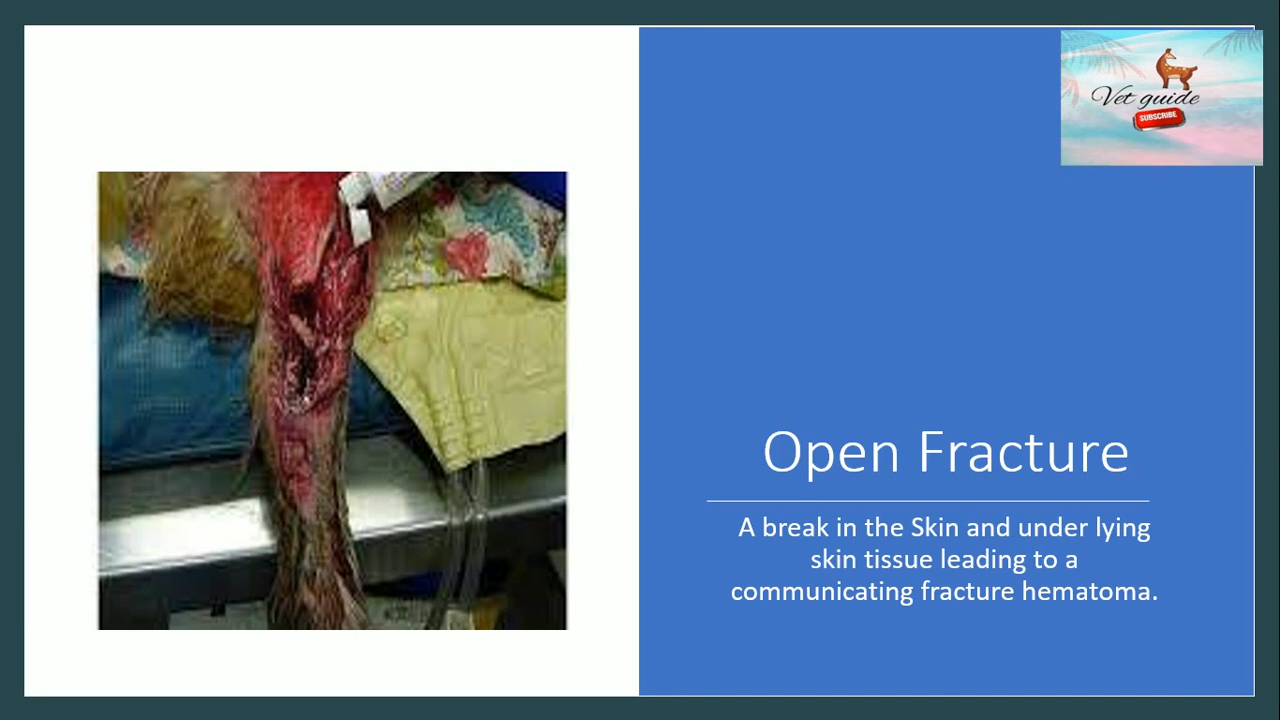 Vet guide
SUBSCRIBE
Open Fracture
A break in the Skin and under lying
skin tissue leading to a
communicating fracture hematoma.